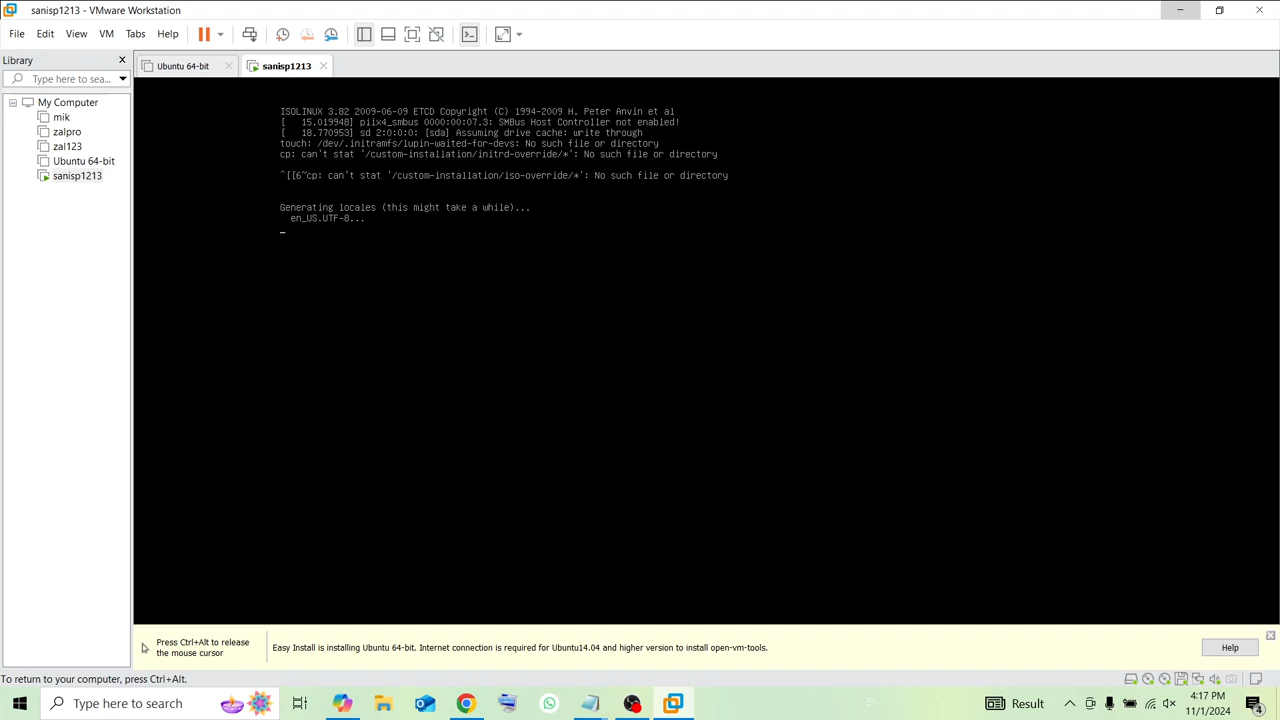 sanisp1213 - VMware Workstation
File Edit View VM Tabs Help
Library
Type here to sea...
My Computer
mik
zalpro
zal123
Ubuntu 64-bit
sanisp1213
Ubuntu 64-bit
sanisp1213
ISOLINUX 3.82 2009-06-09 ETCD Copyright (C) 1994-2009 H. Peter Anvin et al
[   15.019948] piix4_smbus 0000:00:07.3: SMBus Host Controller not enabled!
[   18.770953] sd 2:0:0:0: [sda] Assuming drive cache: write through
touch: /dev/.initramfs/lupin-waited-for-devs: No such file or directory
cp: can't stat '/custom-installation/initrd-override/*': No such file or directory
^[[6~cp: can't stat '/custom-installation/iso-override/*': No such file or directory
Generating locales (this might take a while)...
en_US.UTF-8...
Press Ctrl+Alt to release
the mouse cursor
Easy Install is installing Ubuntu 64-bit. Internet connection is required for Ubuntu14.04 and higher version to install open-vm-tools.
Help
To return to your computer, press Ctrl+Alt.
Type here to search
EN
Result
4:17 PM
11/1/2024
4